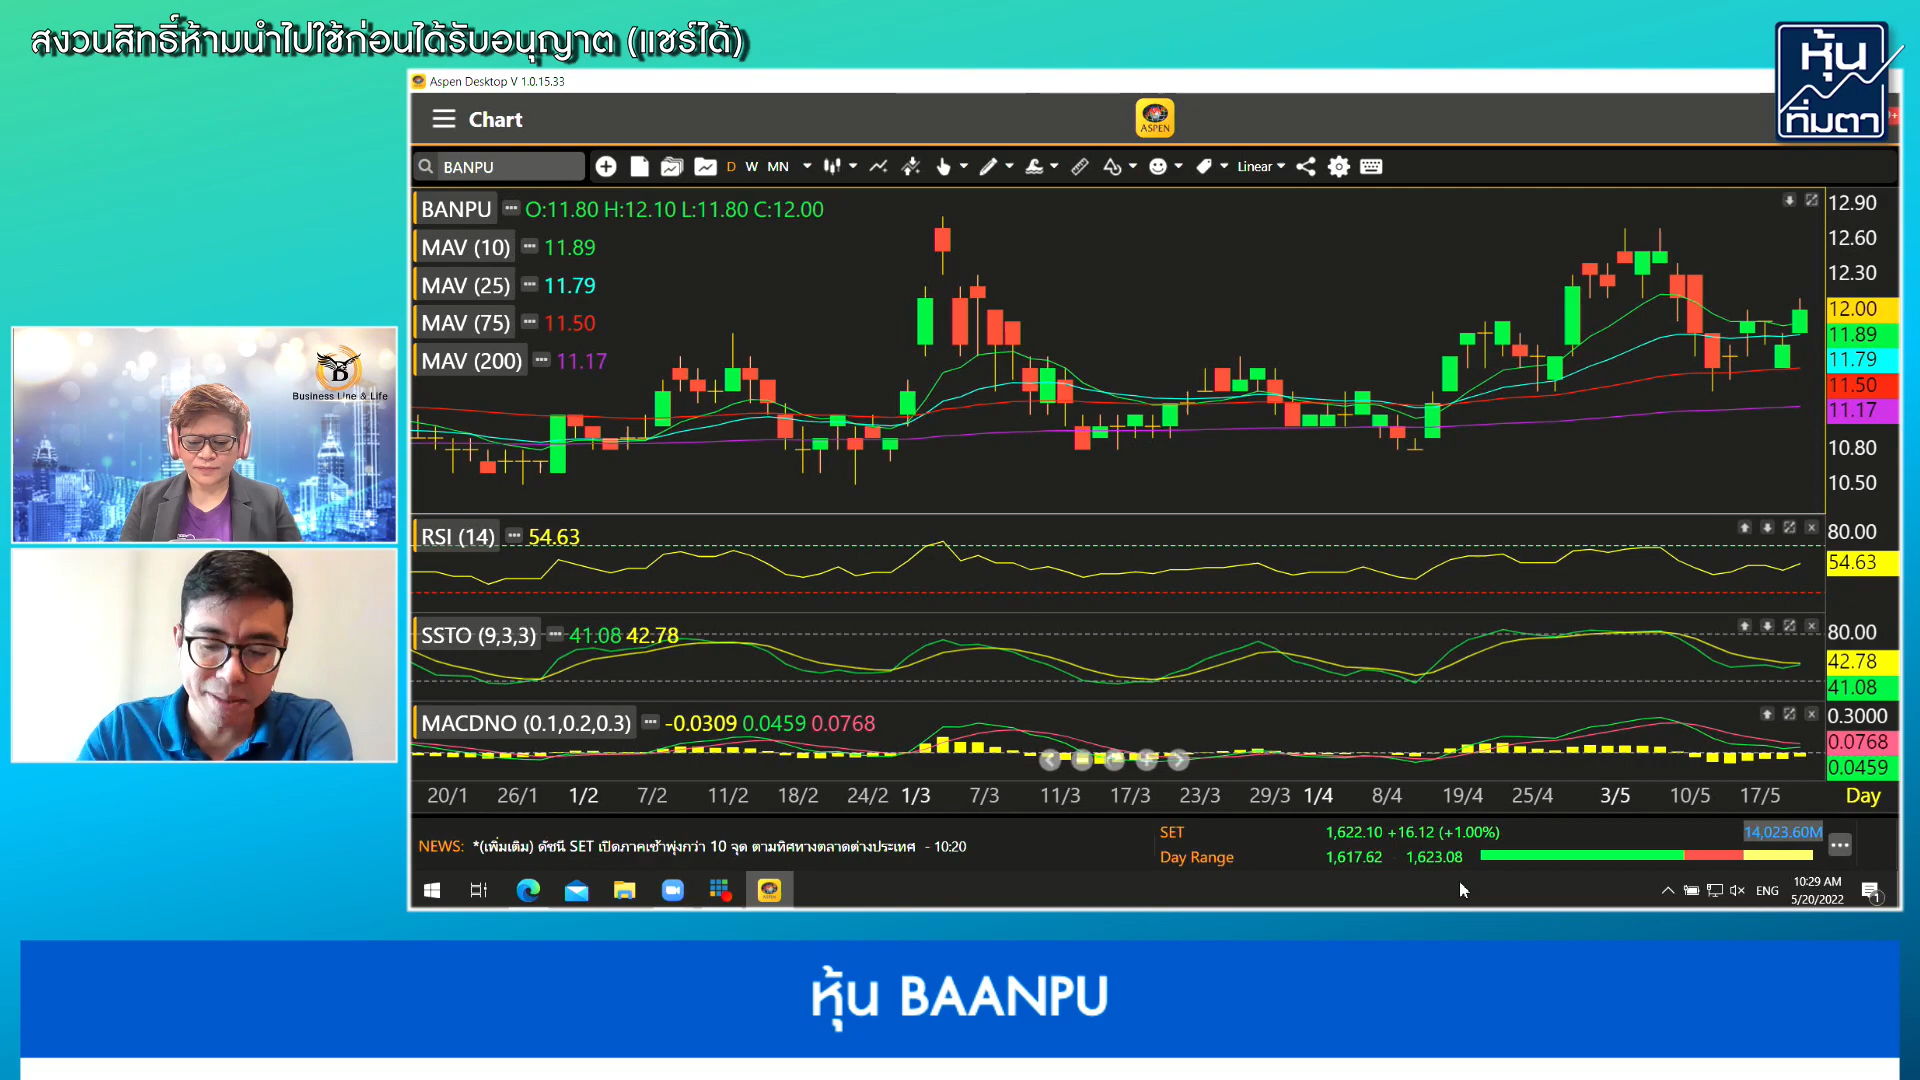 สงวนสิทธิ์ห้ามนำไปใช้ก่อนได้รับอนุญาต (แชร์ได้)
หุ้น
ทิ่มตา
Aspen Desktop V 1.0.15.33
Chart
ASPEN
BANPU D W MN Linear
BANPU O:11.80 H:12.10 L:11.80 C:12.00
MAV (10) 11.89
MAV (25) 11.79
MAV (75) 11.50
MAV (200) 11.17
12.90
12.60
12.30
12.00
11.89
11.79
11.50
11.17
10.80
10.50
B
Business Line & Life
RSI (14) 54.63
80.00
54.63
SSTO (9,3,3) 41.08 42.78
80.00
42.78
41.08
MACDNO (0.1,0.2,0.3) -0.0309 0.0459 0.0768
0.3000
0.0768
0.0459
20/1 26/1 1/2 7/2 11/2 18/2 24/2 1/3 7/3 11/3 17/3 23/3 29/3 1/4 8/4 19/4 25/4 3/5 10/5 17/5 Day
NEWS: *(เพิ่มเติม) ดัชนี SET เปิดภาคเช้าพุ่งกว่า 10 จุด ตามทิศทางตลาดต่างประเทศ - 10:20
SET 1,622.10 +16.12 (+1.00%) 14,023.60M
Day Range 1,617.62 - 1,623.08
ENG 10:29 AM
5/20/2022
1
หุ้น BAANPU